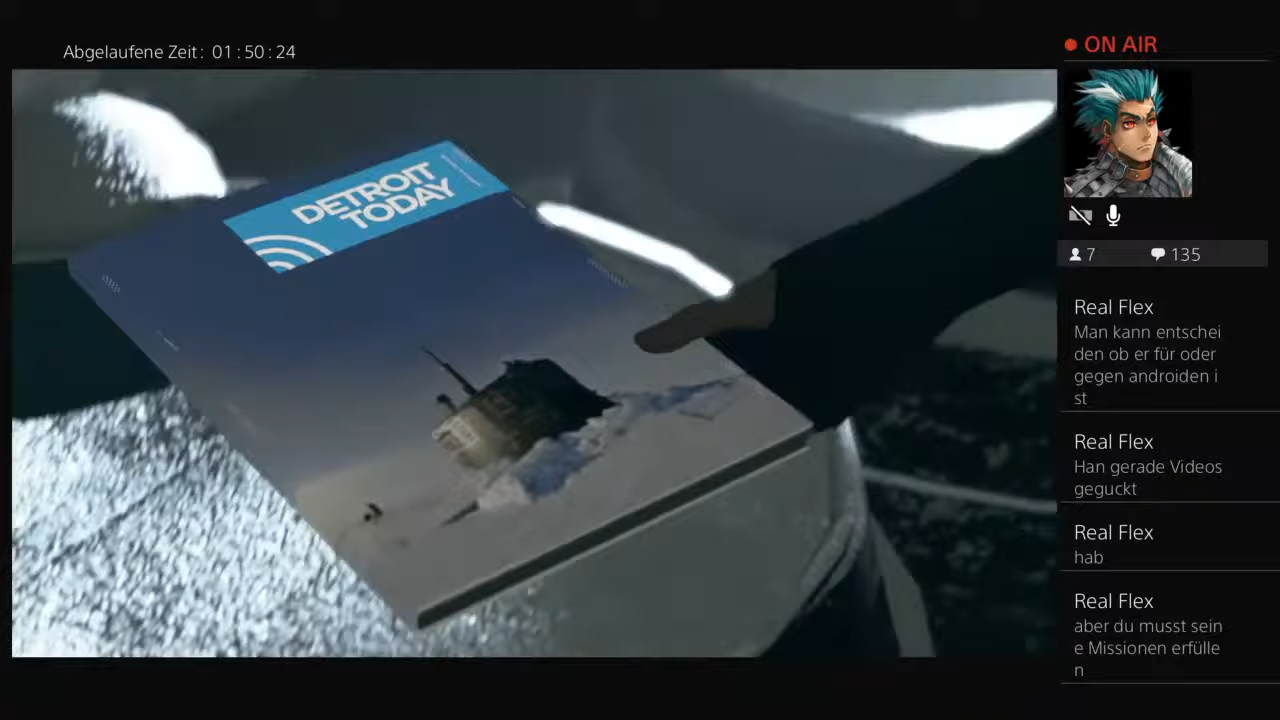 Abgelaufene Zeit: 01:50:24
ON AIR
DETROIT
TODAY
7
135
Real Flex
Man kann entschei
den ob er für oder
gegen androiden i
st
Real Flex
Han gerade Videos
geguckt
Real Flex
hab
Real Flex
aber du musst sein
e Missionen erfülle
n